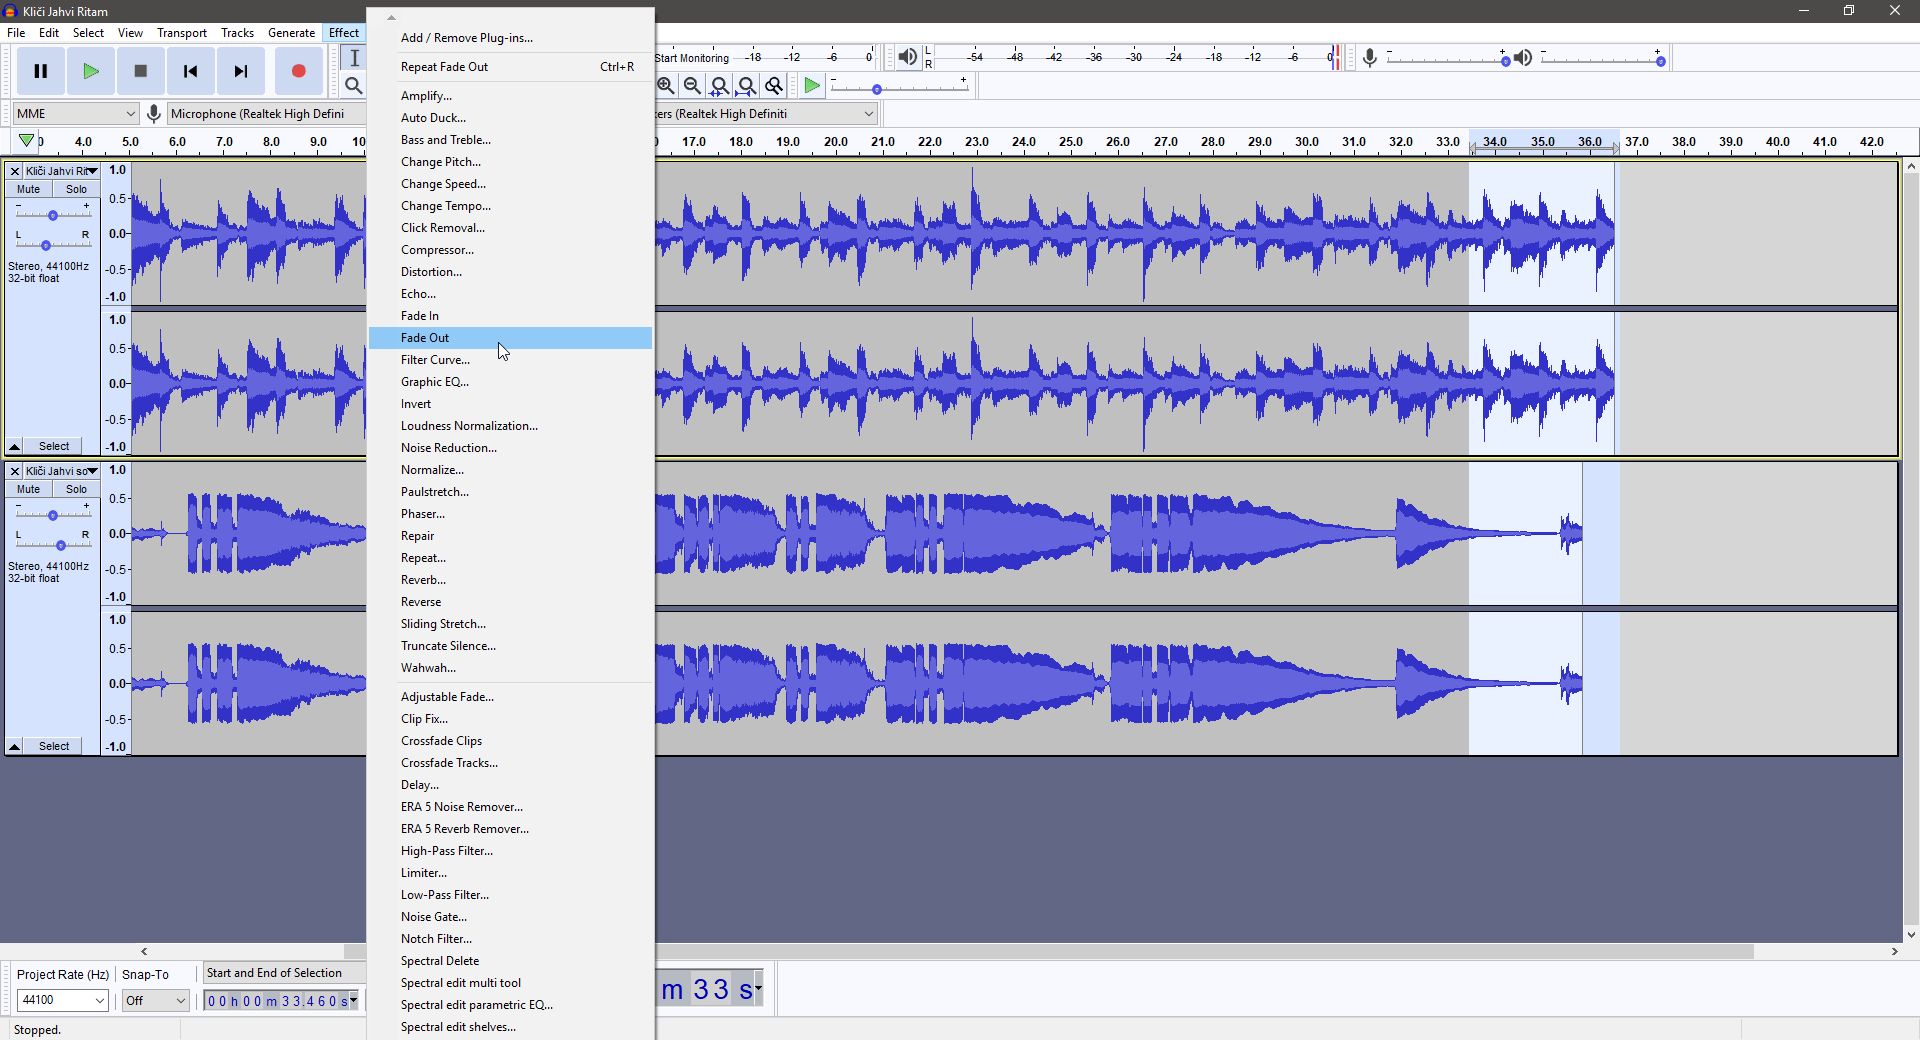 Kliči Jahvi Ritam
File Edit Select View Transport Tracks Generate Effect
Add / Remove Plug-ins...
Repeat Fade Out Ctrl+R
Amplify...
Auto Duck...
Bass and Treble...
Change Pitch...
Change Speed...
Change Tempo...
Click Removal...
Compressor...
Distortion...
Echo...
Fade In
Fade Out
Filter Curve...
Graphic EQ...
Invert
Loudness Normalization...
Noise Reduction...
Normalize...
Paulstretch...
Phaser...
Repair
Repeat...
Reverb...
Reverse
Sliding Stretch...
Truncate Silence...
Wahwah...
Adjustable Fade...
Clip Fix...
Crossfade Clips
Crossfade Tracks...
Delay...
ERA 5 Noise Remover...
ERA 5 Reverb Remover...
High-Pass Filter...
Limiter...
Low-Pass Filter...
Noise Gate...
Notch Filter...
Spectral Delete
Spectral edit multi tool
Spectral edit parametric EQ...
Spectral edit shelves...
Start Monitoring -18 -12 -6 0
L
R
-54 -48 -42 -36 -30 -24 -18 -12 -6 0
- +
- +
- +
MME
Microphone (Realtek High Defini
kers (Realtek High Definiti
0 4.0 5.0 6.0 7.0 8.0 9.0 10 0 17.0 18.0 19.0 20.0 21.0 22.0 23.0 24.0 25.0 26.0 27.0 28.0 29.0 30.0 31.0 32.0 33.0 34.0 35.0 36.0 37.0 38.0 39.0 40.0 41.0 42.0
Kliči Jahvi Rit
Mute Solo
- +
L R
Stereo, 44100Hz
32-bit float
Select
1.0
0.5
0.0
-0.5
-1.0
1.0
0.5
0.0
-0.5
-1.0
Kliči Jahvi so
Mute Solo
- +
L R
Stereo, 44100Hz
32-bit float
Select
1.0
0.5
0.0
-0.5
-1.0
1.0
0.5
0.0
-0.5
-1.0
Project Rate (Hz) Snap-To Start and End of Selection
44100 Off 00h00m33.460s
m 33 s
Stopped.